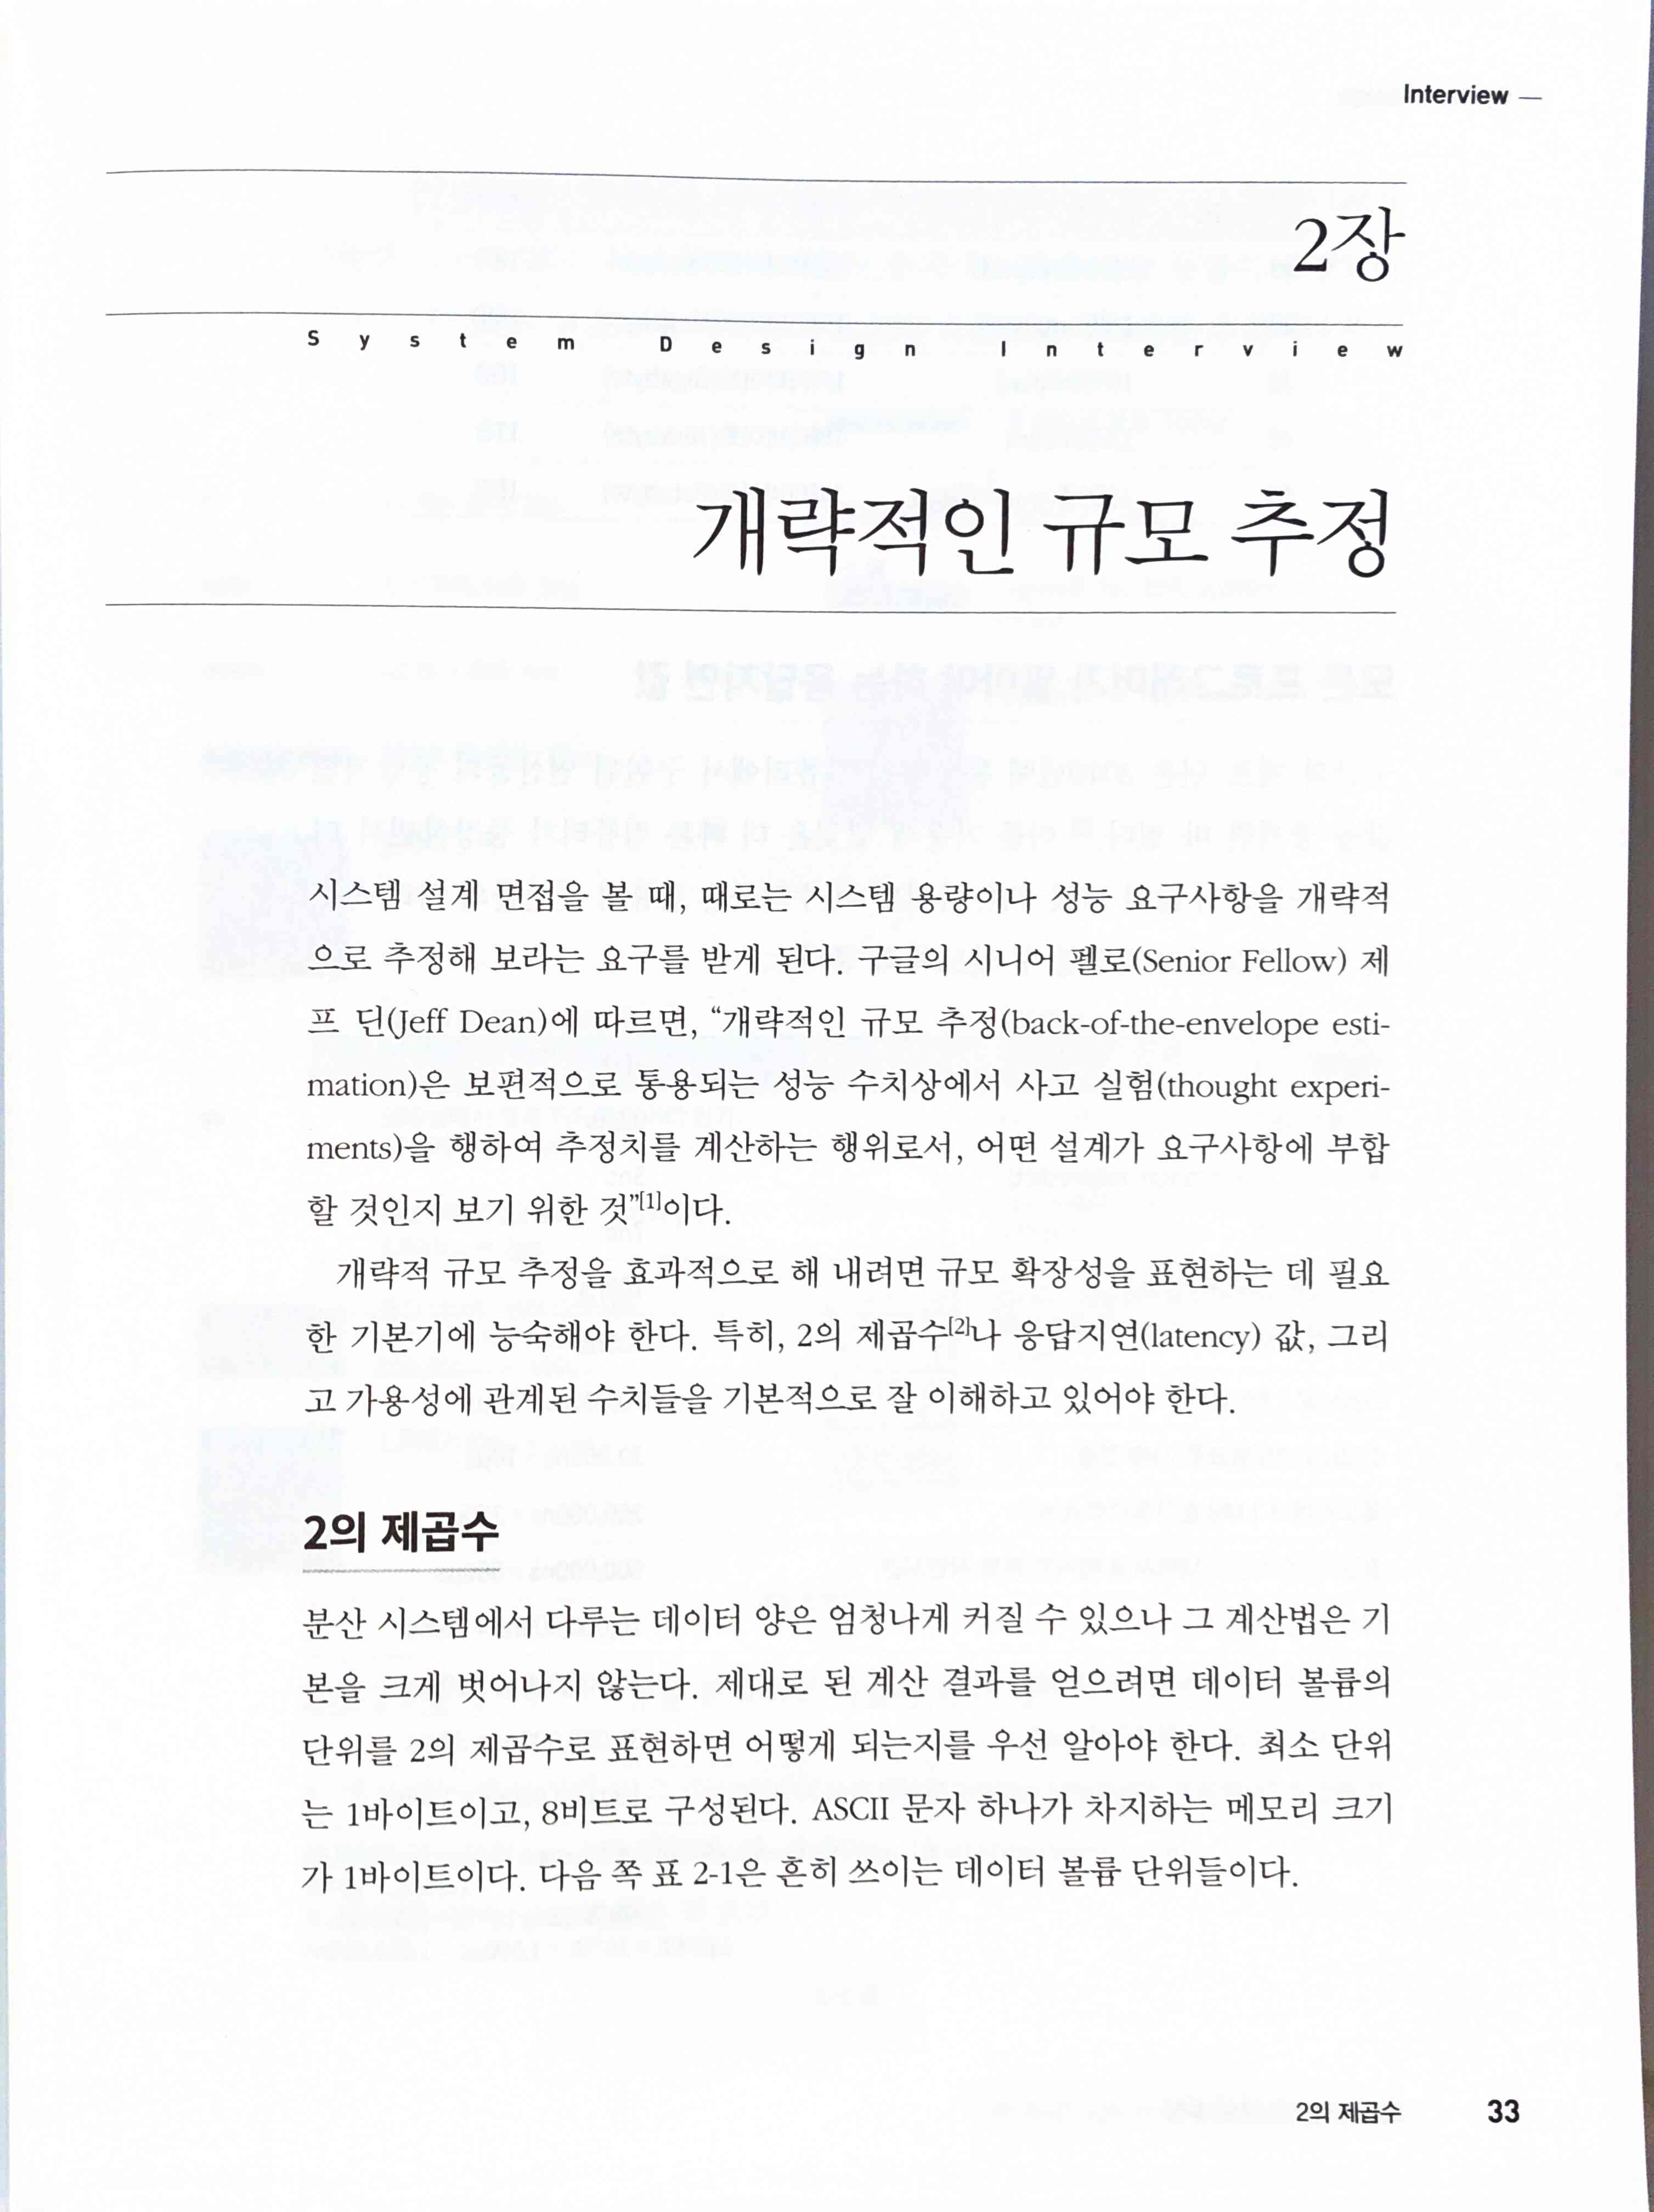 Interview —
2장
System Design Interview
개략적인 규모 추정
시스템 설계 면접을 볼 때, 때로는 시스템 용량이나 성능 요구사항을 개략적
으로 추정해 보라는 요구를 받게 된다. 구글의 시니어 펠로(Senior Fellow) 제
프 딘(Jeff Dean)에 따르면, “개략적인 규모 추정(back-of-the-envelope esti-
mation)은 보편적으로 통용되는 성능 수치상에서 사고 실험(thought experi-
ments)을 행하여 추정치를 계산하는 행위로서, 어떤 설계가 요구사항에 부합
할 것인지 보기 위한 것”[1]이다.
개략적 규모 추정을 효과적으로 해 내려면 규모 확장성을 표현하는 데 필요
한 기본기에 능숙해야 한다. 특히, 2의 제곱수[2]나 응답지연(latency) 값, 그리
고 가용성에 관계된 수치들을 기본적으로 잘 이해하고 있어야 한다.
2의 제곱수
분산 시스템에서 다루는 데이터 양은 엄청나게 커질 수 있으나 그 계산법은 기
본을 크게 벗어나지 않는다. 제대로 된 계산 결과를 얻으려면 데이터 볼륨의
단위를 2의 제곱수로 표현하면 어떻게 되는지를 우선 알아야 한다. 최소 단위
는 1바이트이고, 8비트로 구성된다. ASCII 문자 하나가 차지하는 메모리 크기
가 1바이트이다. 다음 쪽 표 2-1은 흔히 쓰이는 데이터 볼륨 단위들이다.
2의 제곱수 33